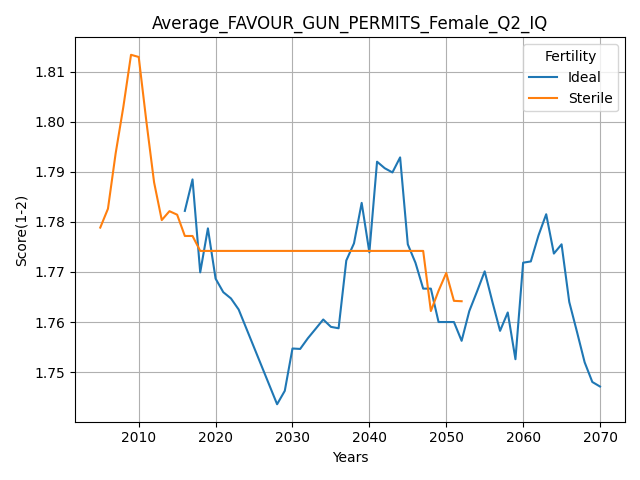 Average_FAVOUR_GUN_PERMITS_Female_Q2_IQ
Fertility
Ideal
Sterile
Score(1-2)
1.81
1.80
1.79
1.78
1.77
1.76
1.75
2010 2020 2030 2040 2050 2060 2070
Years